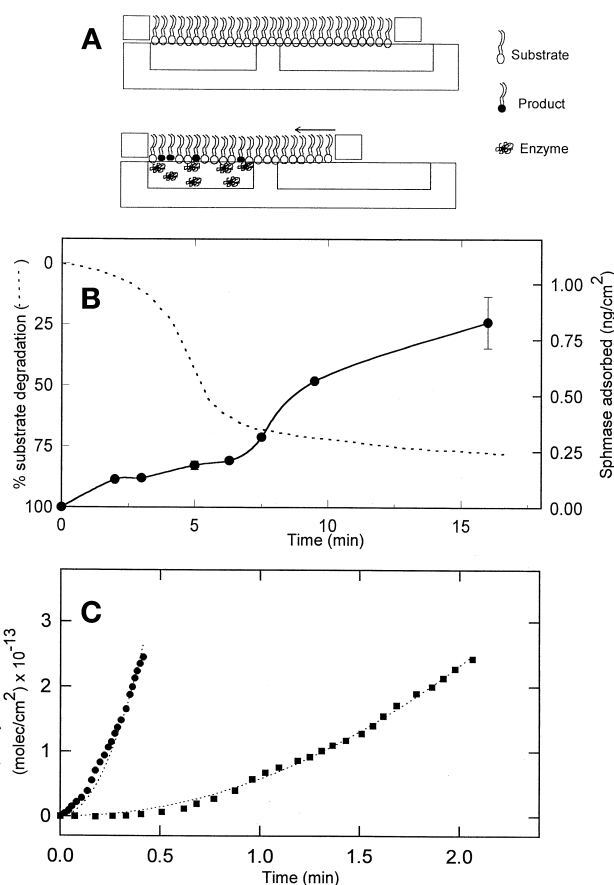 A
Substrate
Product
Enzyme
B
% substrate degradation ( ---- )
0
25
50
75
100
0
5
10
15
Time (min)
1.00
0.75
0.50
0.25
0.00
Sphmase adsorbed (ng/cm²)
C
(molec/cm²) x 10⁻¹³
3
2
1
0
0.0
0.5
1.0
1.5
2.0
Time (min)